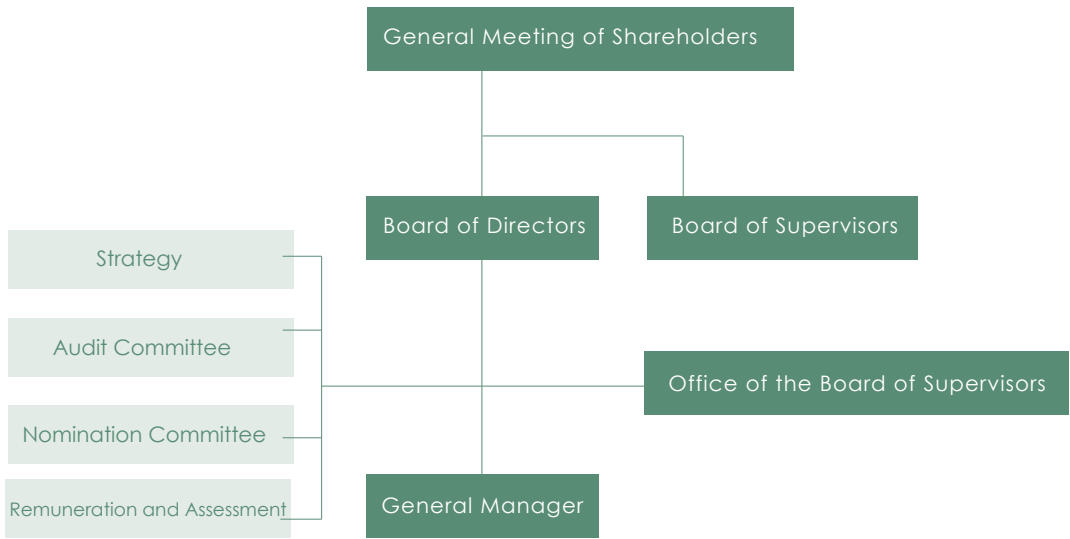 General Meeting of Shareholders
Board of Directors
Board of Supervisors
Strategy
Audit Committee
Office of the Board of Supervisors
Nomination Committee
General Manager
Remuneration and Assessment